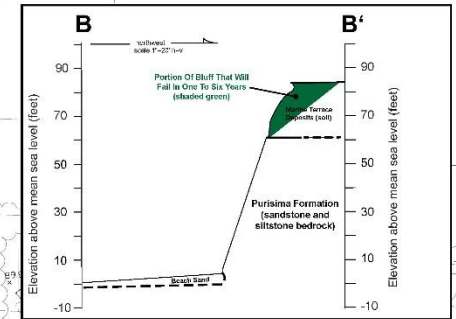 B
B'
northwest
scale 1"=20' h=v
Portion Of Bluff That Will
Fail In One To Six Years
(shaded green)
Marine Terrace
Deposits (soil)
Purisima Formation
(sandstone and
siltstone bedrock)
Beach Sand
Elevation above mean sea level (feet)
90
70
50
30
10
-10
90
70
50
30
10
-10
Elevation above mean sea level (feet)